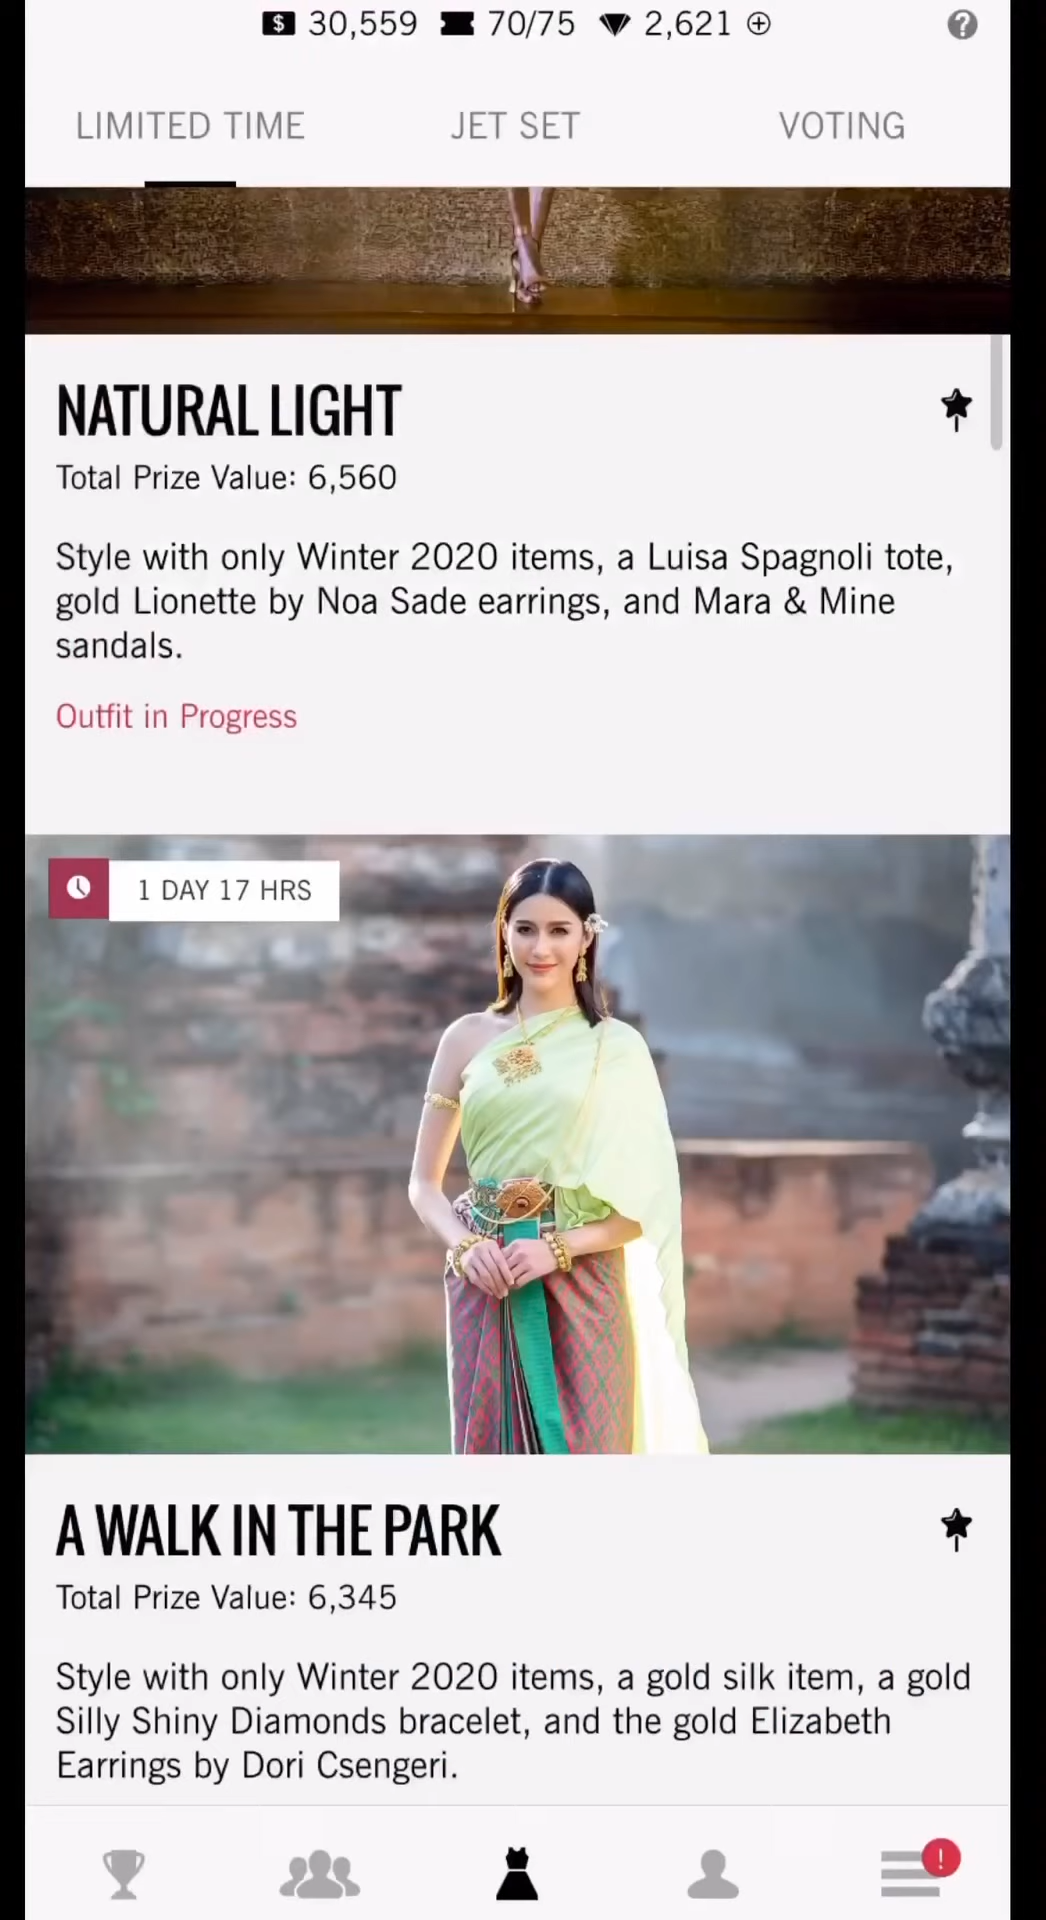 $ 30,559 70/75 2,621
?
LIMITED TIME JET SET VOTING
NATURAL LIGHT
Total Prize Value: 6,560
Style with only Winter 2020 items, a Luisa Spagnoli tote,
gold Lionette by Noa Sade earrings, and Mara & Mine
sandals.
Outfit in Progress
1 DAY 17 HRS
A WALK IN THE PARK
Total Prize Value: 6,345
Style with only Winter 2020 items, a gold silk item, a gold
Silly Shiny Diamonds bracelet, and the gold Elizabeth
Earrings by Dori Csengeri.
!